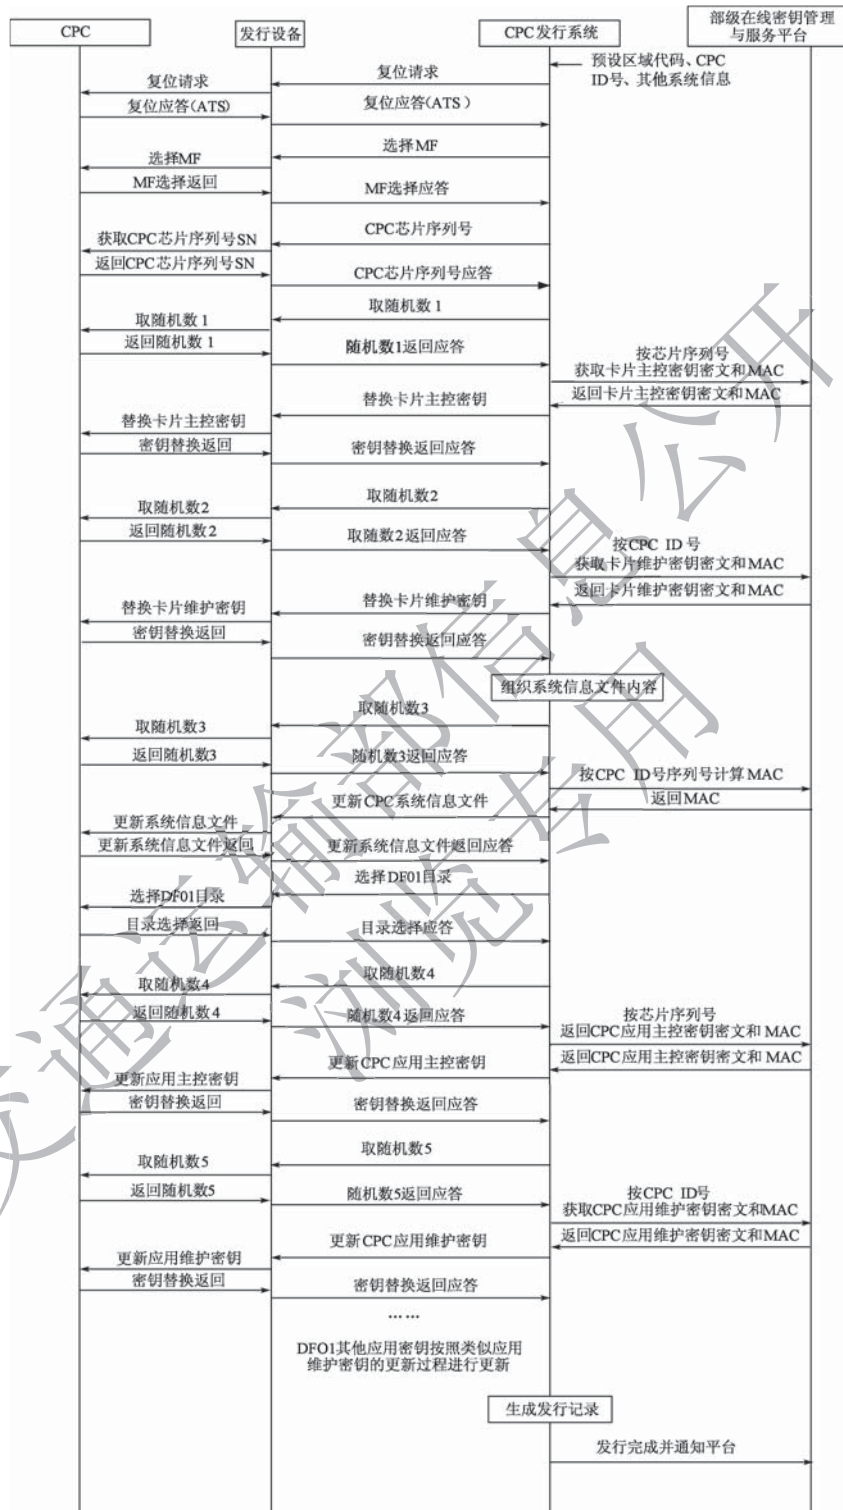 CPC
发行设备
CPC发行系统
部级在线密钥管理
与服务平台
预设区域代码、CPC
ID号、其他系统信息
复位请求
复位请求
复位应答(ATS)
复位应答(ATS）
选择MF
选择MF
MF选择返回
MF选择应答
CPC芯片序列号
获取CPC芯片序列号SN
返回CPC芯片序列号SN
CPC芯片序列号应答
取随机数1
取随机数1
返回随机数1
随机数1返回应答
按芯片序列号
获取卡片主控密钥密文和MAC
返回卡片主控密钥密文和MAC
替换卡片主控密钥
替换卡片主控密钥
密钥替换返回
密钥替换返回应答
取随机数2
取随机数2
返回随机数2
取随数2返回应答
按CPC ID号
获取卡片维护密钥密文和MAC
返回卡片维护密钥密文和MAC
替换卡片维护密钥
替换卡片维护密钥
密钥替换返回
密钥替换返回应答
组织系统信息文件内容
取随机数3
取随机数3
返回随机数3
随机数3返回应答
按CPC ID号序列号计算MAC
返回MAC
更新CPC系统信息文件
更新系统信息文件
更新系统信息文件返回
更新系统信息文件返回应答
选择DF01目录
选择DF01目录
目录选择返回
目录选择应答
取随机数4
取随机数4
返回随机数4
随机数4返回应答
按芯片序列号
返回CPC应用主控密钥密文和MAC
返回CPC应用主控密钥密文和MAC
更新CPC应用主控密钥
更新应用主控密钥
密钥替换返回
密钥替换返回应答
取随机数5
取随机数5
返回随机数5
随机数5返回应答
按CPC ID号
获取CPC应用维护密钥密文和MAC
返回CPC应用维护密钥密文和MAC
更新CPC应用维护密钥
更新应用维护密钥
密钥替换返回
密钥替换返回应答
……
DFO1其他应用密钥按照类似应用
维护密钥的更新过程进行更新
生成发行记录
发行完成并通知平台
交通运输部信息公开
浏览专用